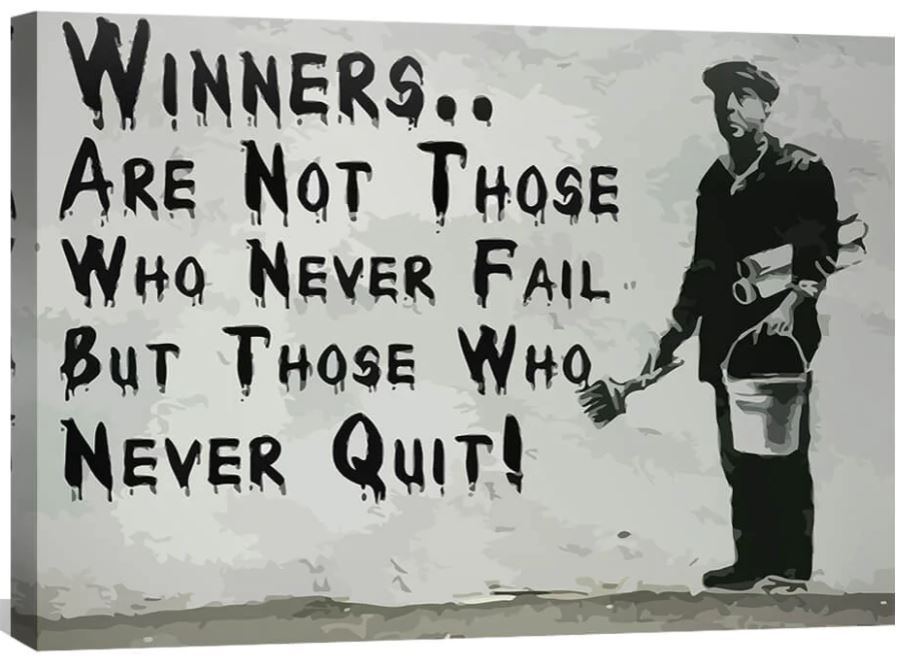 WINNERS..
ARE NOT THOSE
WHO NEVER FAIL
BUT THOSE WHO
NEVER QUIT!